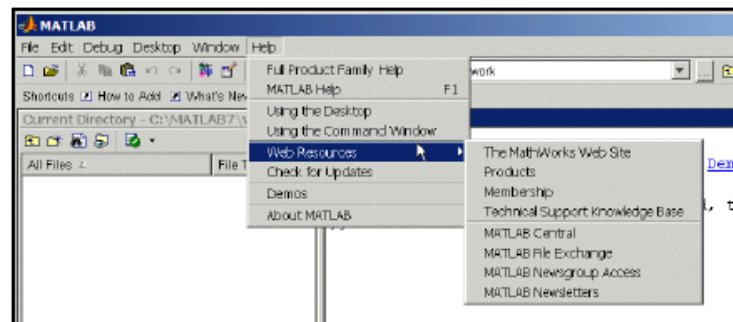 MATLAB
File Edit Debug Desktop Window Help
Shortcuts How to Add What's New
Current Directory - C:\MATLAB7\
All Files
File T
Full Product Family Help
MATLAB Help F1
Using the Desktop
Using the Command Window
Web Resources
Check for Updates
Demos
About MATLAB
work
...
The MathWorks Web Site
Products
Membership
Technical Support Knowledge Base
MATLAB Central
MATLAB File Exchange
MATLAB Newsgroup Access
MATLAB Newsletters
Dem
, t